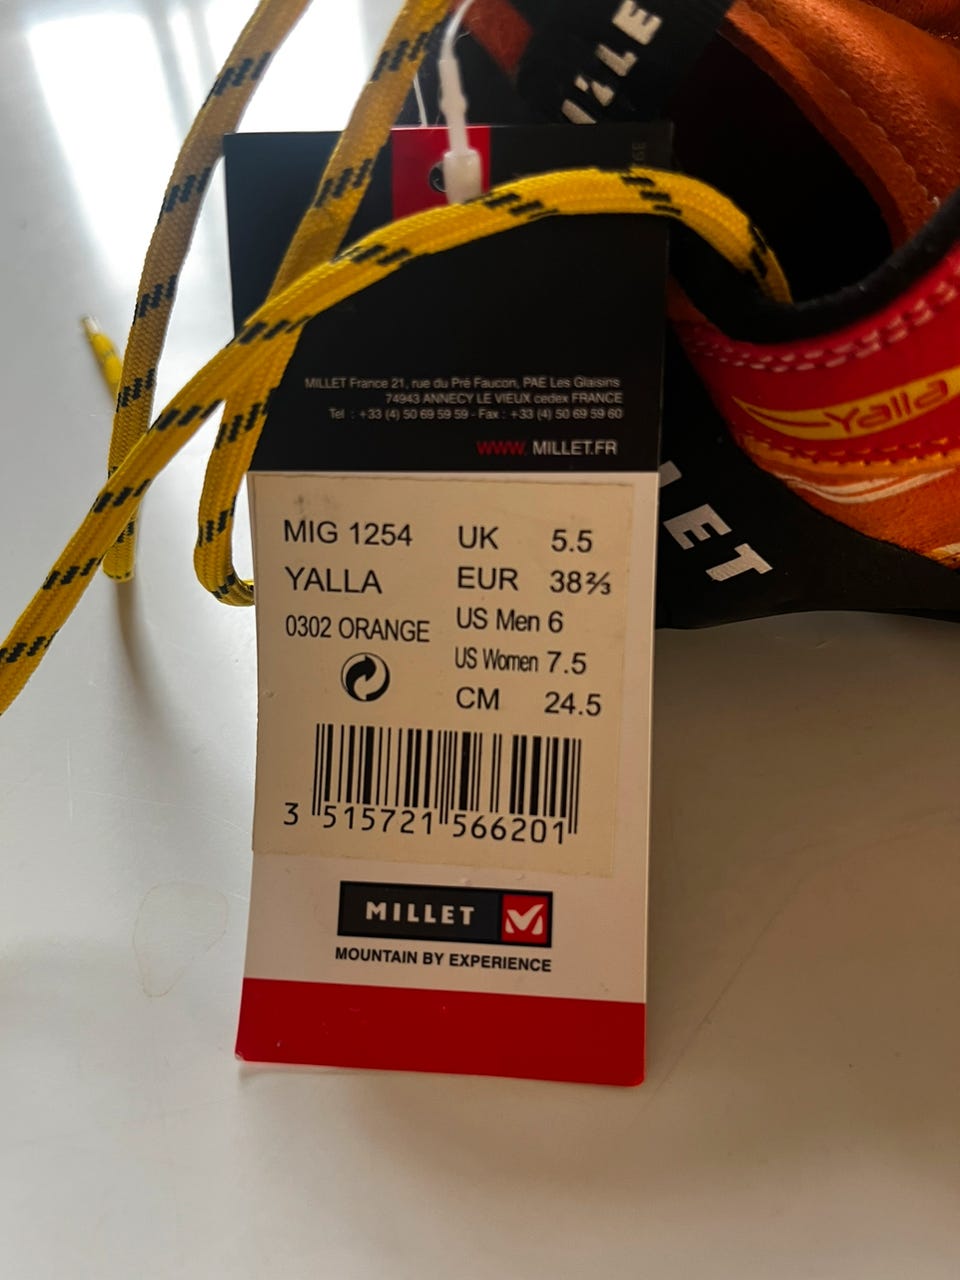 MILLET
MILLET France 21, rue du Pré Faucon, PAE Les Glaisins
74943 ANNECY LE VIEUX cedex FRANCE
Tel : +33 (4) 50 69 59 59 - Fax : +33 (4) 50 69 59 60
WWW. MILLET.FR
Yalla
LET
MIG 1254 UK 5.5
YALLA EUR 38⅔
0302 ORANGE US Men 6
US Women 7.5
CM 24.5
3 515721 566201
MILLET
MOUNTAIN BY EXPERIENCE